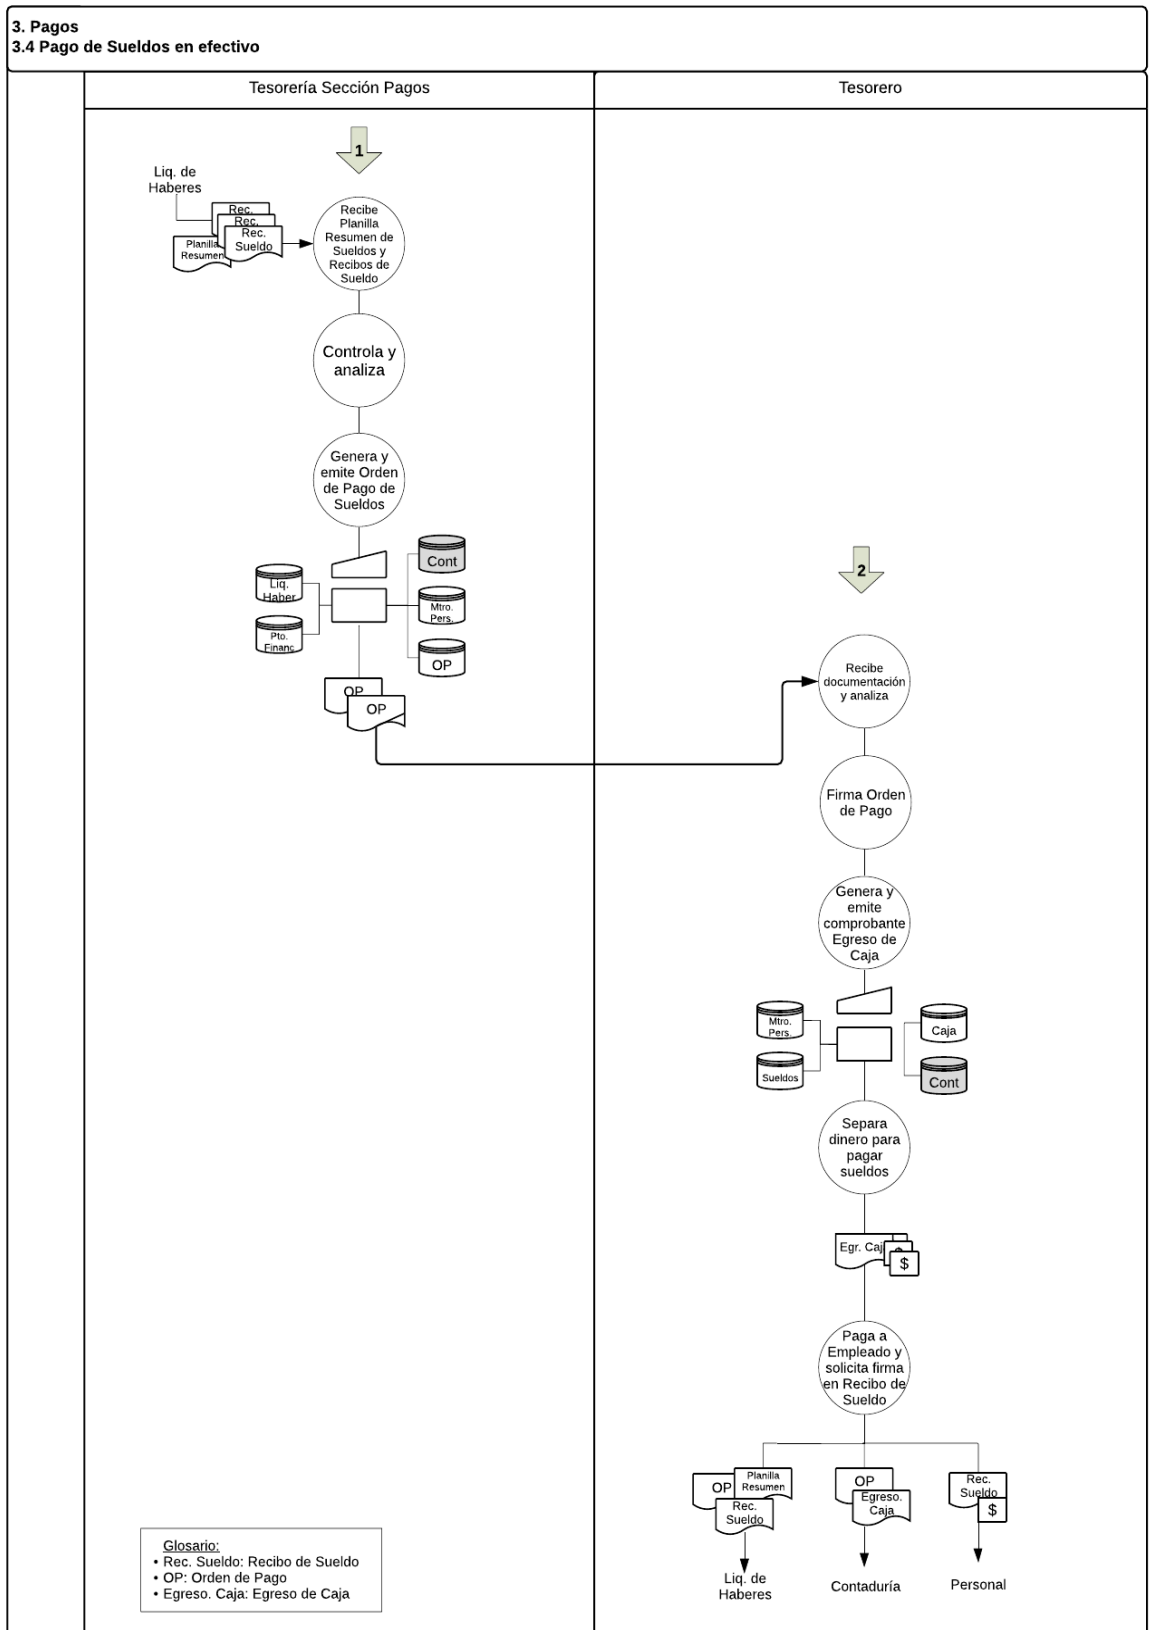 3. Pagos
3.4 Pago de Sueldos en efectivo
Tesorería Sección Pagos
Tesorero
1
Liq. de
Haberes
Rec.
Rec.
Rec.
Sueldo
Planilla
Resumen
Recibe
Planilla
Resumen de
Sueldos y
Recibos de
Sueldo
Controla y
analiza
Genera y
emite Orden
de Pago de
Sueldos
Liq.
Haber
Pto.
Financ
Cont
Mtro.
Pers.
OP
OP
OP
2
Recibe
documentación
y analiza
Firma Orden
de Pago
Genera y
emite
comprobante
Egreso de
Caja
Mtro.
Pers.
Sueldos
Caja
Cont
Separa
dinero para
pagar
sueldos
Egr. Caj
$
Paga a
Empleado y
solicita firma
en Recibo de
Sueldo
OP
Planilla
Resumen
Rec.
Sueldo
Liq. de
Haberes
OP
Egreso.
Caja
Contaduría
Rec.
Sueldo
$
Personal
Glosario:
• Rec. Sueldo: Recibo de Sueldo
• OP: Orden de Pago
• Egreso. Caja: Egreso de Caja